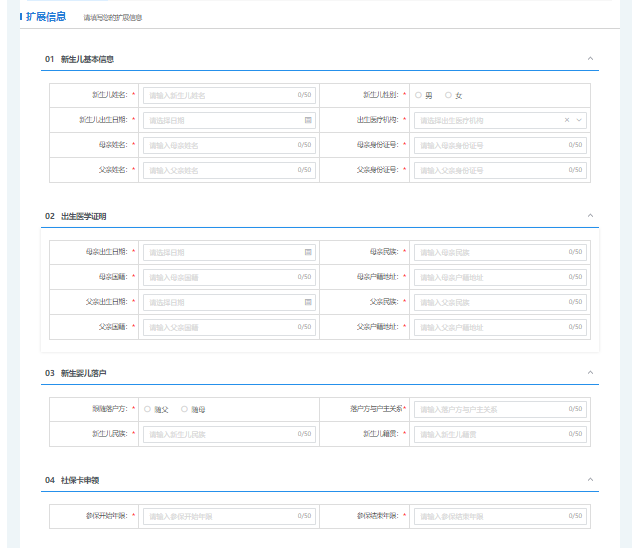 扩展信息 请填写您的扩展信息
01 新生儿基本信息
新生儿姓名: * 请输入新生儿姓名 0/50 新生儿性别: * 男 女
新生儿出生日期: * 请选择日期 出生医疗机构: * 请选择出生医疗机构
母亲姓名: * 请输入母亲姓名 0/50 母亲身份证号: * 请输入母亲身份证号 0/50
父亲姓名: * 请输入父亲姓名 0/50 父亲身份证号: * 请输入父亲身份证号 0/50
02 出生医学证明
母亲出生日期: * 请选择日期 母亲民族: * 请输入母亲民族 0/50
母亲国籍: * 请输入母亲国籍 0/50 母亲户籍地址: * 请输入母亲户籍地址 0/50
父亲出生日期: * 请选择日期 父亲民族: * 请输入父亲民族 0/50
父亲国籍: * 请输入父亲国籍 0/50 父亲户籍地址: * 请输入父亲户籍地址 0/50
03 新生婴儿落户
跟随落户方: * 随父 随母 落户方与户主关系* 请输入落户方与户主关系 0/50
新生儿民族: * 请输入新生儿民族 0/50 新生儿籍贯: * 请输入新生儿籍贯 0/50
04 社保卡申领
参保开始年限: * 请输入参保开始年限 0/50 参保结束年限: * 请输入参保结束年限 0/50